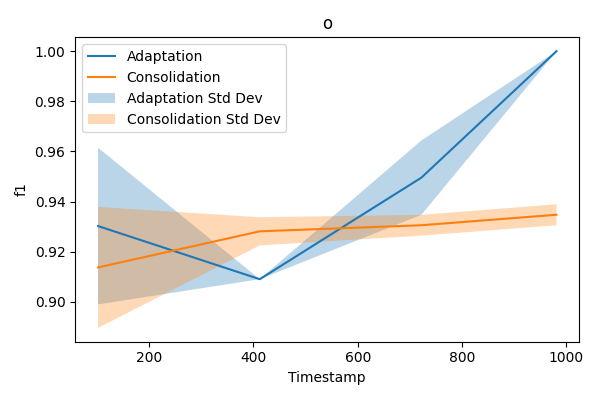 o
Adaptation
Consolidation
Adaptation Std Dev
Consolidation Std Dev
f1
1.00
0.98
0.96
0.94
0.92
0.90
200 400 600 800 1000
Timestamp